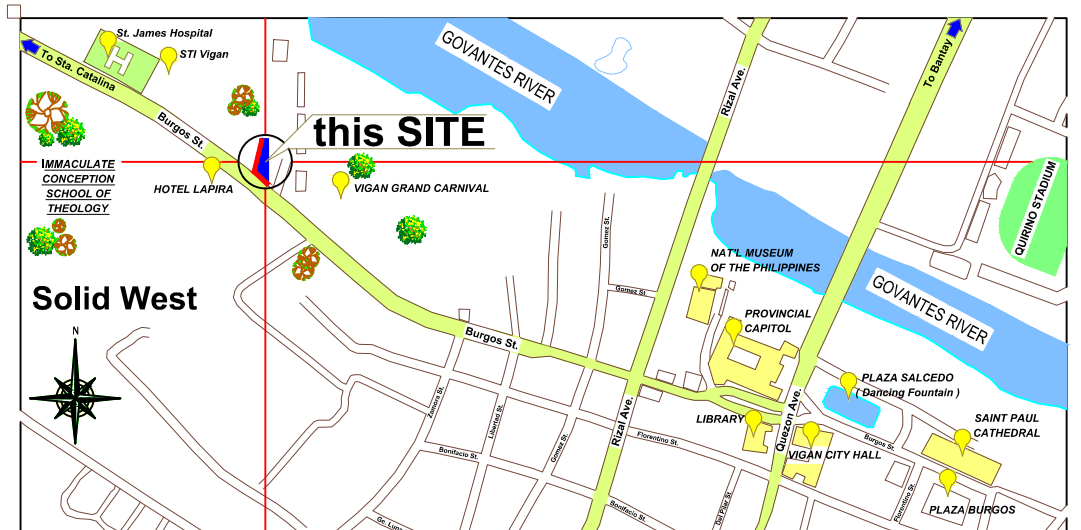 St. James Hospital
H
STI Vigan
To Sta. Catalina
Burgos St.
this SITE
IMMACULATE
CONCEPTION
SCHOOL OF
THEOLOGY
HOTEL LAPIRA
VIGAN GRAND CARNIVAL
GOVANTES RIVER
Rizal Ave.
To Bantay
QUIRINO STADIUM
Solid West
N
Gomez St.
Gomez St.
NAT'L MUSEUM
OF THE PHILIPPINES
PROVINCIAL
CAPITOL
GOVANTES RIVER
Burgos St.
PLAZA SALCEDO
( Dancing Fountain )
Zamora St.
Libertad St.
Gomez St.
Bonifacio St.
Rizal Ave.
Florentino St.
LIBRARY
Quezon Ave.
VIGAN CITY HALL
Burgos St.
SAINT PAUL
CATHEDRAL
PLAZA BURGOS
Florentino St.
Del Pilar St.
Bonifacio St.